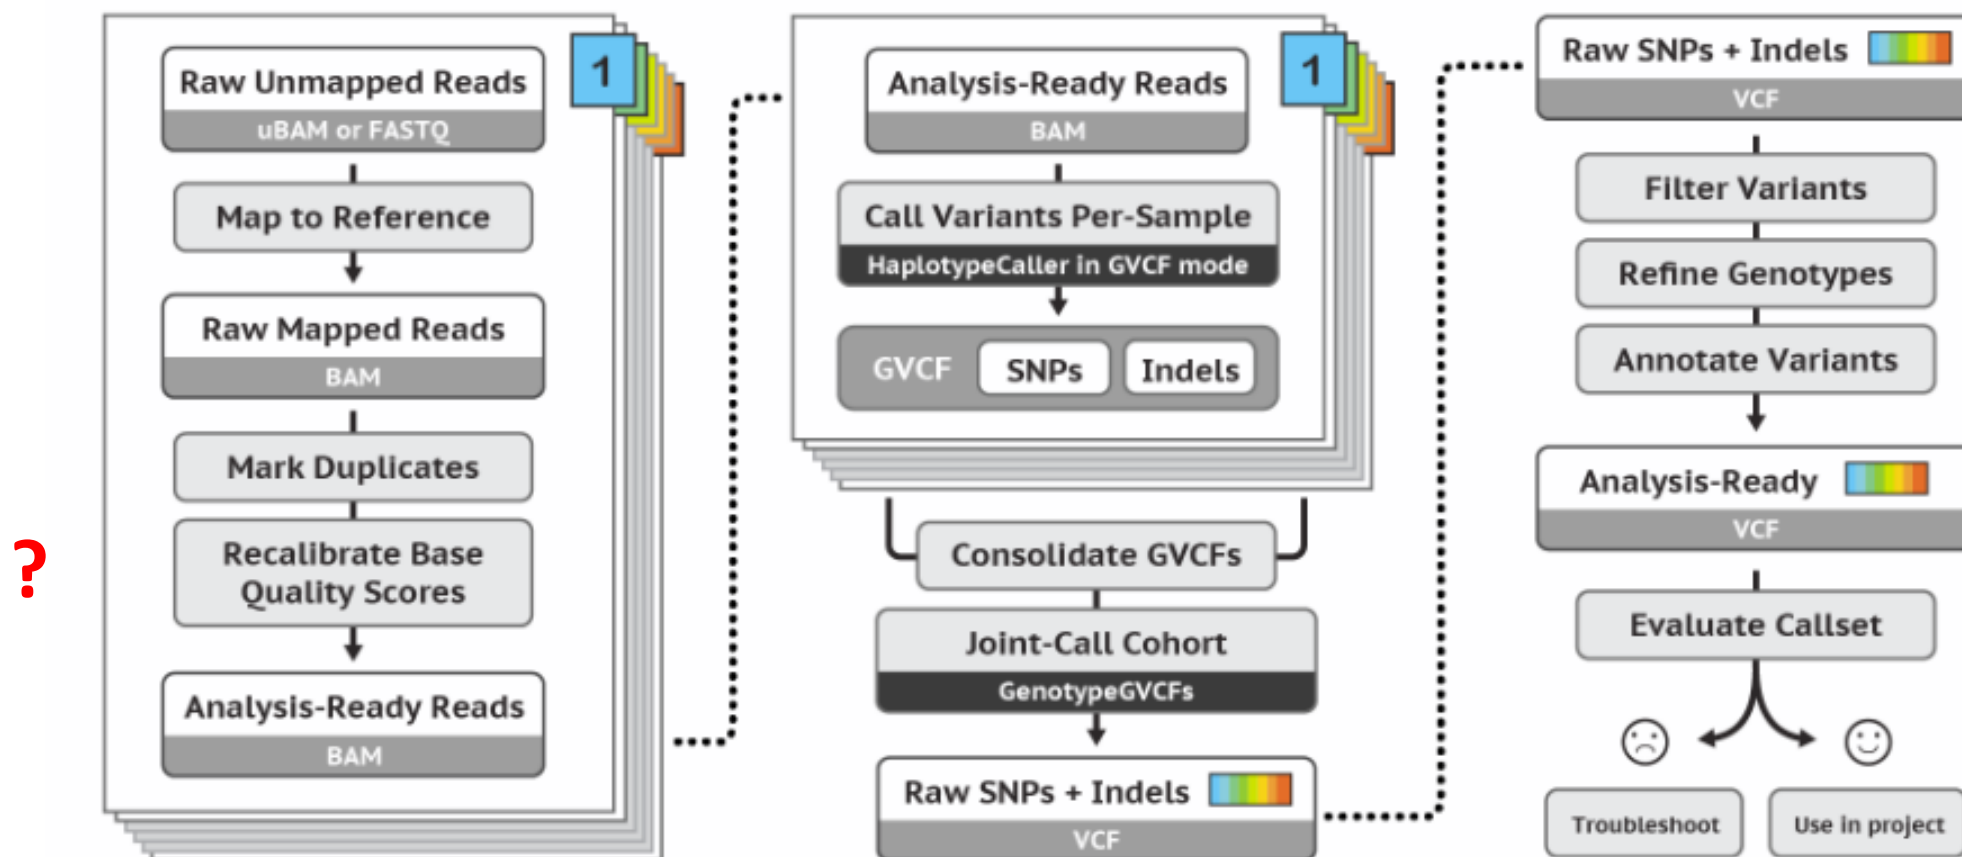 1
Raw Unmapped Reads
uBAM or FASTQ
Map to Reference
Raw Mapped Reads
BAM
Mark Duplicates
?
Recalibrate Base
Quality Scores
Analysis-Ready Reads
BAM
1
Analysis-Ready Reads
BAM
Call Variants Per-Sample
HaplotypeCaller in GVCF mode
GVCF SNPs Indels
Consolidate GVCFs
Joint-Call Cohort
GenotypeGVCFs
Raw SNPs + Indels
VCF
Raw SNPs + Indels
VCF
Filter Variants
Refine Genotypes
Annotate Variants
Analysis-Ready
VCF
Evaluate Callset
Troubleshoot
Use in project